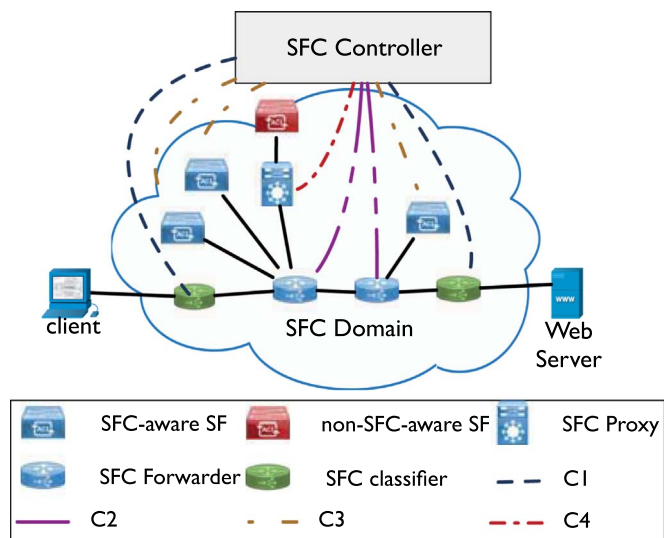 SFC Controller
client
SFC Domain
WWW
Web
Server
SFC-aware SF
non-SFC-aware SF
SFC Proxy
SFC Forwarder
SFC classifier
C1
C2
C3
C4